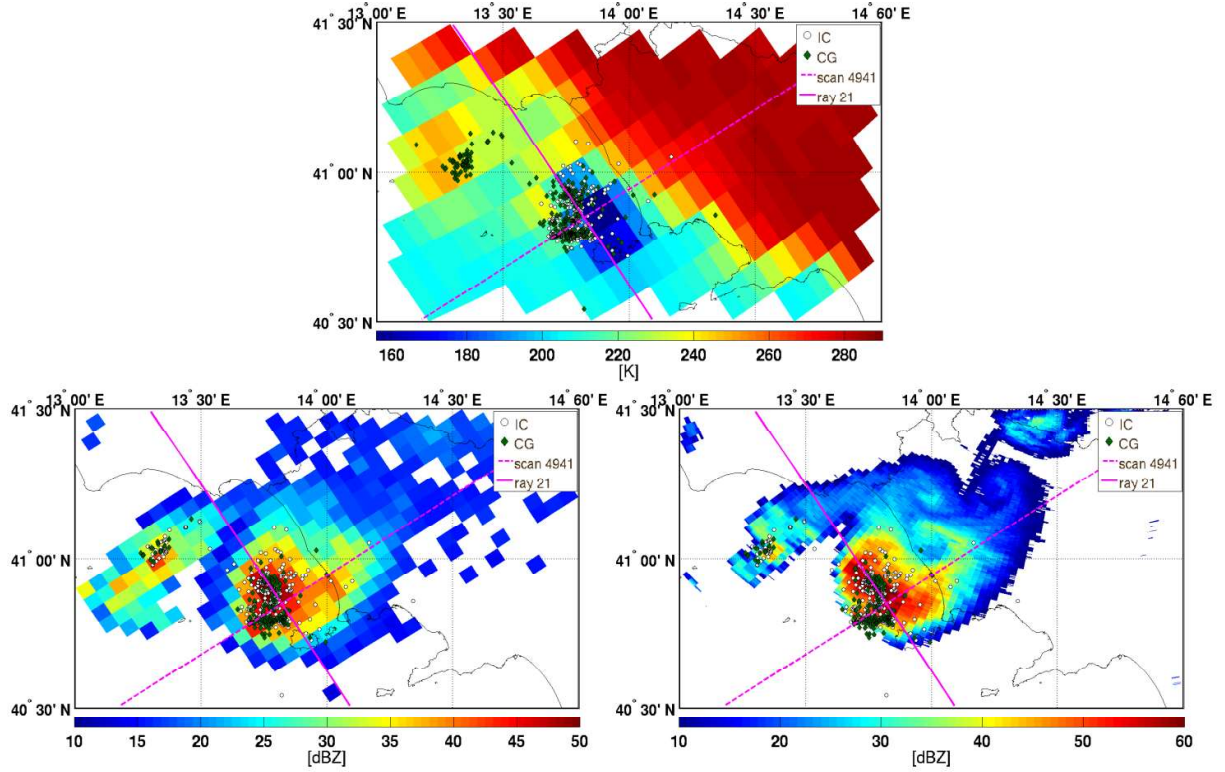 13° 00' E 13° 30' E 14° 00' E 14° 30' E 14° 60' E
41° 30' N
IC
CG
scan 4941
ray 21
41° 00' N
40° 30' N
160 180 200 220 240 260 280
[K]
13° 00' E 13° 30' E 14° 00' E 14° 30' E 14° 60' E
41° 30' N
IC
CG
scan 4941
ray 21
41° 00' N
40° 30' N
10 15 20 25 30 35 40 45 50
[dBZ]
13° 00' E 13° 30' E 14° 00' E 14° 30' E 14° 60' E
41° 30' N
IC
CG
scan 4941
ray 21
41° 00' N
40° 30' N
10 20 30 40 50 60
[dBZ]